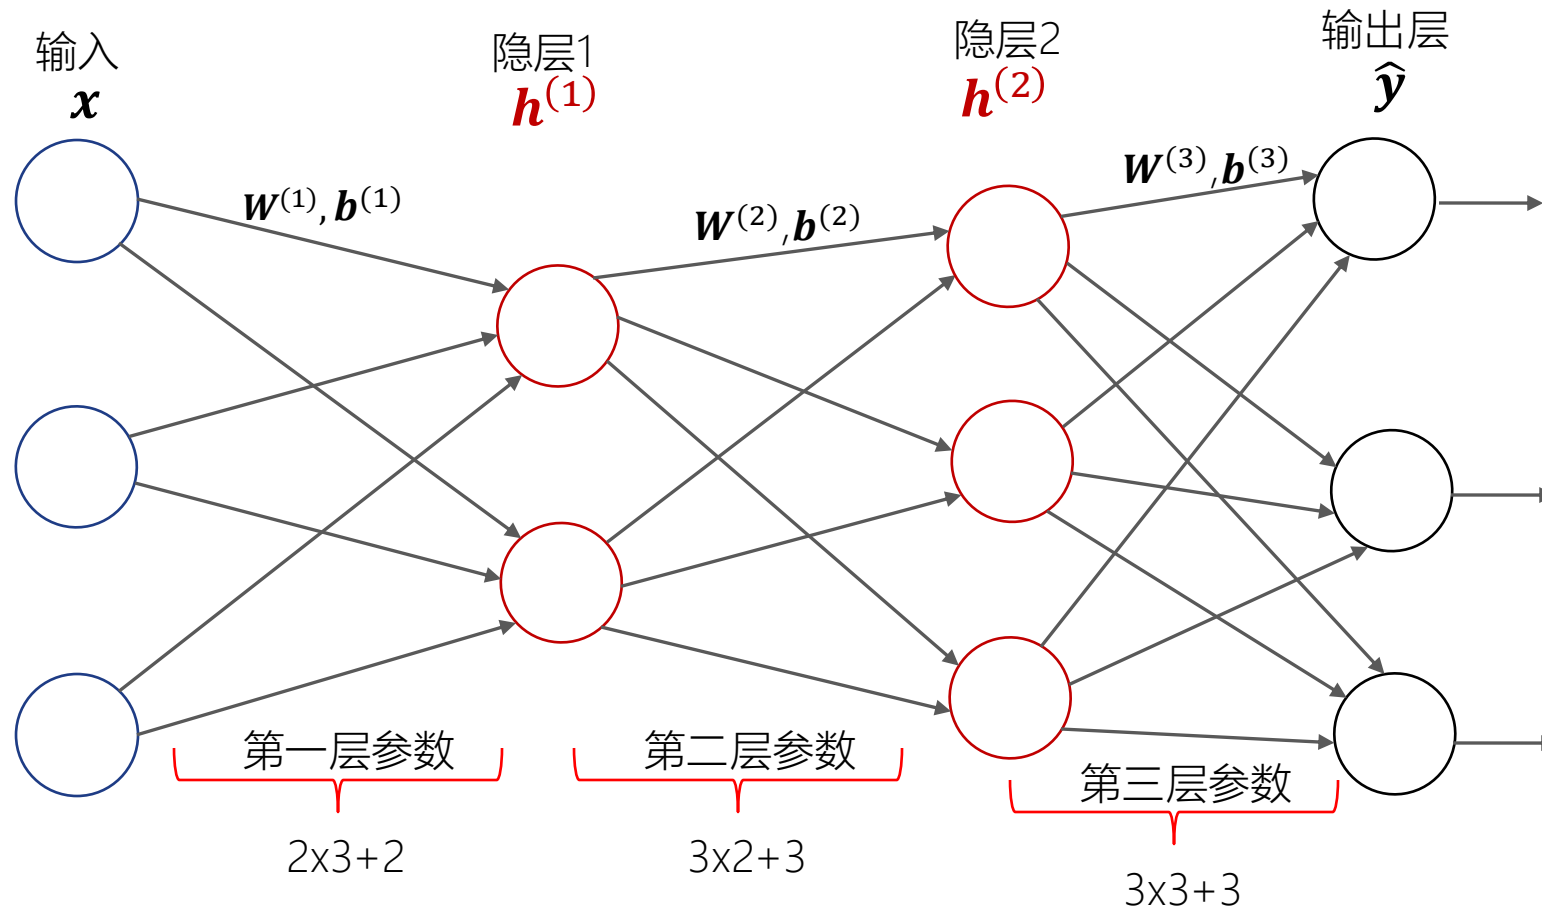 输入
x
隐层1
h^(1)
隐层2
h^(2)
输出层
ŷ
W^(1), b^(1)
W^(2), b^(2)
W^(3), b^(3)
第一层参数
2x3+2
第二层参数
3x2+3
第三层参数
3x3+3